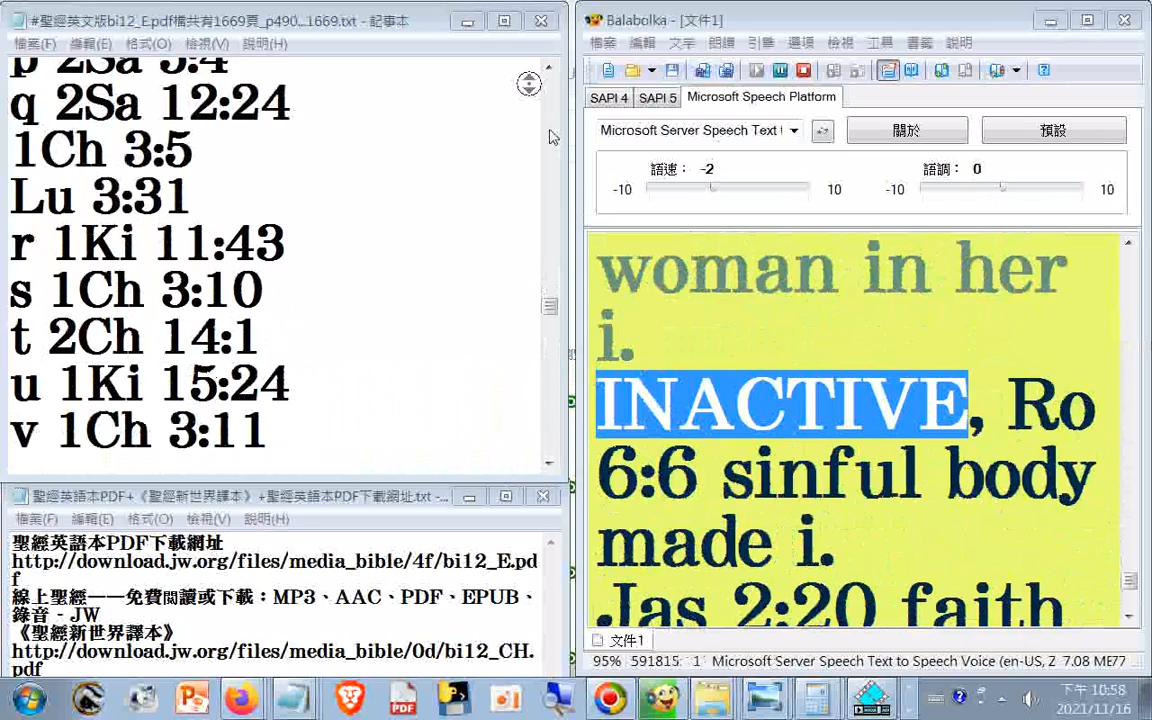 #聖經英文版bi12_E.pdf檔共有1669頁_p490...1669.txt - 記事本
檔案(F) 編輯(E) 格式(O) 檢視(V) 說明(H)
p 2Sa 5:4
q 2Sa 12:24
1Ch 3:5
Lu 3:31
r 1Ki 11:43
s 1Ch 3:10
t 2Ch 14:1
u 1Ki 15:24
v 1Ch 3:11
聖經英語本PDF+《聖經新世界譯本》+聖經英語本PDF下載網址.txt -...
檔案(F) 編輯(E) 格式(O) 檢視(V) 說明(H)
聖經英語本PDF下載網址
http://download.jw.org/files/media_bible/4f/bi12_E.pd
f
線上聖經——免費閱讀或下載：MP3、AAC、PDF、EPUB、
錄音 - JW
《聖經新世界譯本》
http://download.jw.org/files/media_bible/0d/bi12_CH.
pdf
Balabolka - [文件1]
檔案 編輯 文字 朗讀 引擎 選項 檢視 工具 書籤 說明
SAPI 4 SAPI 5 Microsoft Speech Platform
Microsoft Server Speech Text 關於 預設
語速： -2 語調： 0
-10 10 -10 10
woman in her
i.
INACTIVE, Ro
6:6 sinful body
made i.
Jas 2:20 faith
文件1
95% 591815: 1 Microsoft Server Speech Text to Speech Voice (en-US, Z 7.08 МБ77
PDF
下午 10:58
2021/11/16